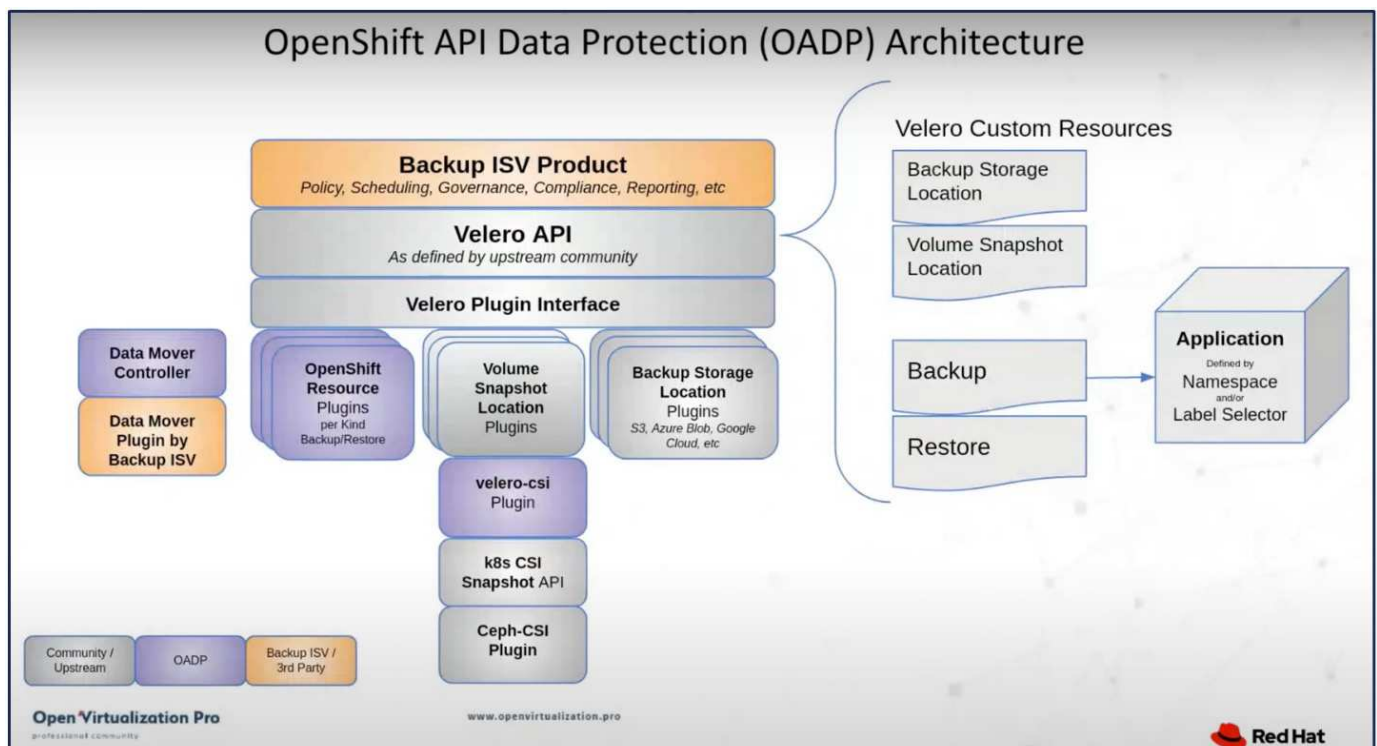 OpenShift API Data Protection (OADP) Architecture
Backup ISV Product
Policy, Scheduling, Governance, Compliance, Reporting, etc
Velero API
As defined by upstream community
Velero Plugin Interface
Data Mover
Controller
Data Mover
Plugin by
Backup ISV
OpenShift
Resource
Plugins
per Kind
Backup/Restore
Volume
Snapshot
Location
Plugins
Backup Storage
Location
Plugins
S3, Azure Blob, Google
Cloud, etc
velero-csi
Plugin
k8s CSI
Snapshot API
Ceph-CSI
Plugin
Velero Custom Resources
Backup Storage
Location
Volume Snapshot
Location
Backup
Restore
Application
Defined by
Namespace
and/or
Label Selector
Community /
Upstream
OADP
Backup ISV /
3rd Party
Open Virtualization Pro
professional community
www.openvirtualization.pro
Red Hat